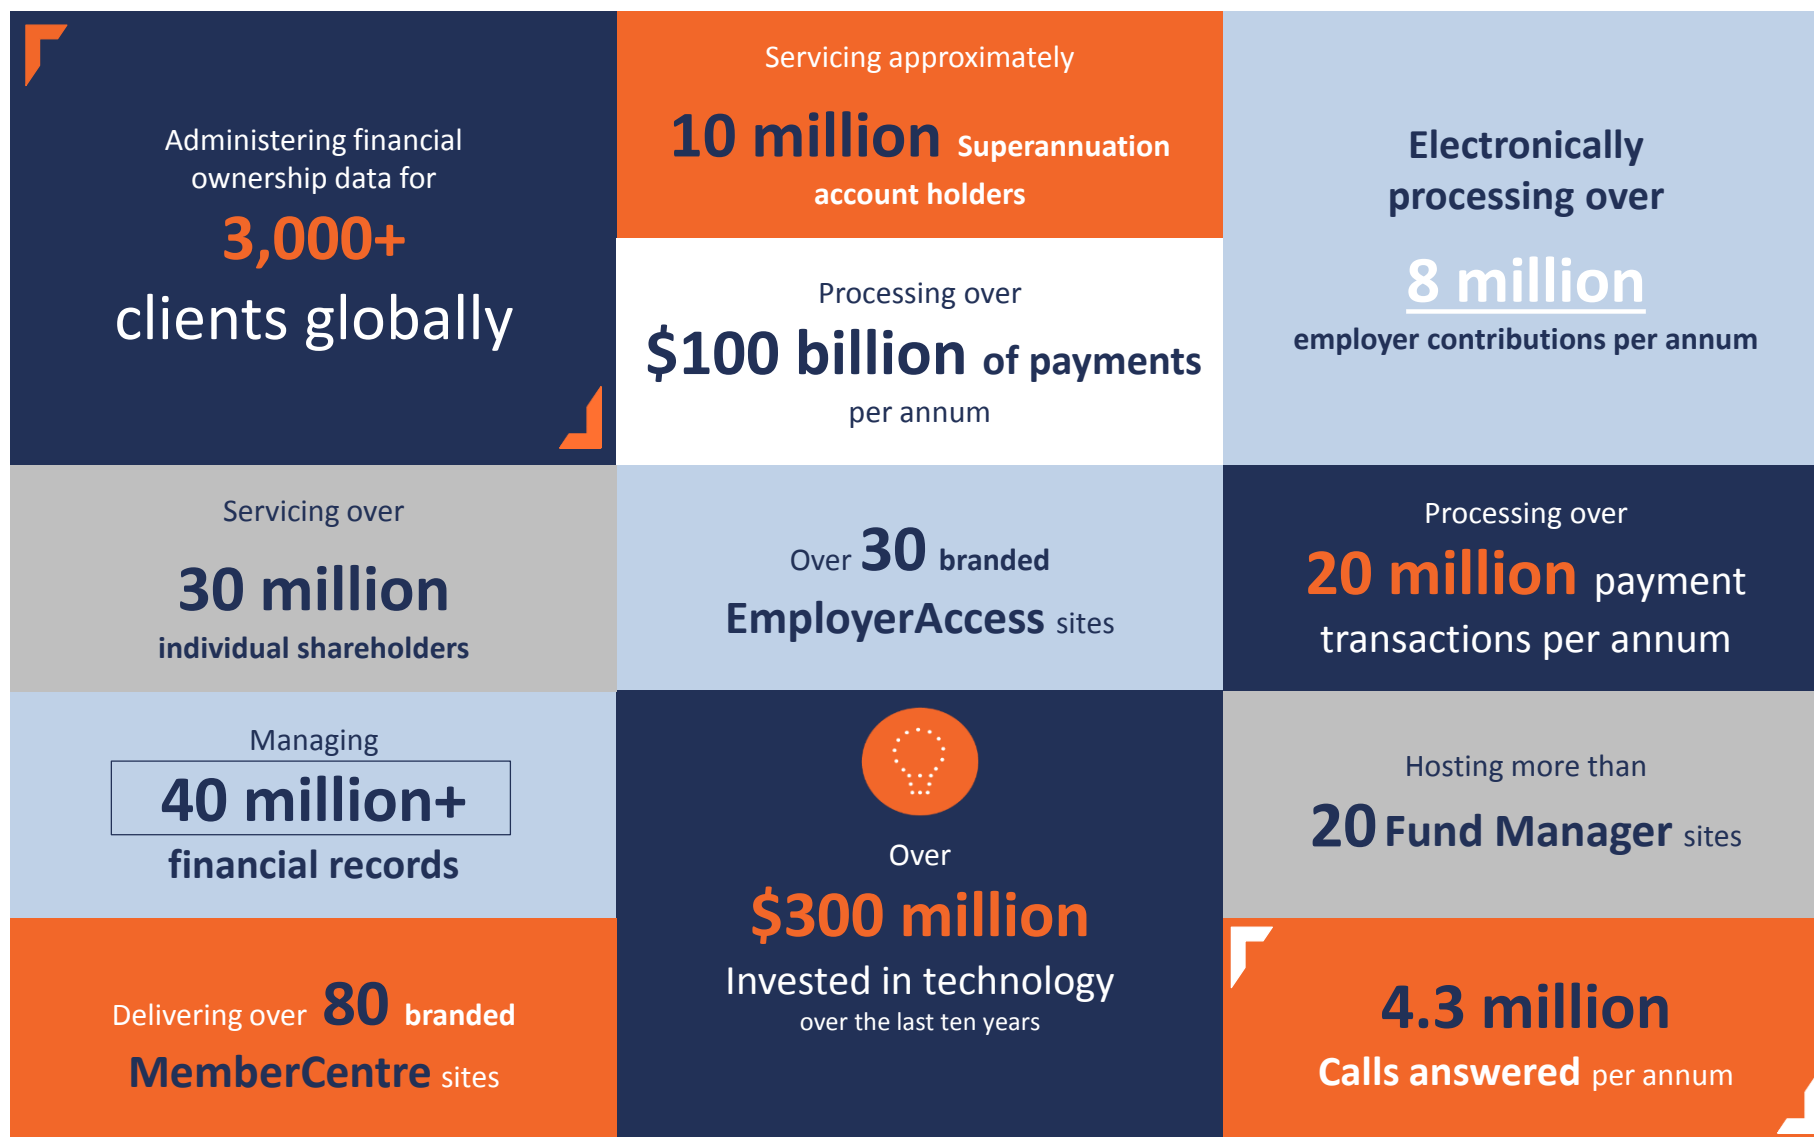 Administering financial
ownership data for
3,000+
clients globally
Servicing approximately
10 million Superannuation
account holders
Processing over
$100 billion of payments
per annum
Electronically
processing over
8 million
employer contributions per annum
Servicing over
30 million
individual shareholders
Over 30 branded
EmployerAccess sites
Processing over
20 million payment
transactions per annum
Managing
40 million+
financial records
Over
$300 million
Invested in technology
over the last ten years
Hosting more than
20 Fund Manager sites
Delivering over 80 branded
MemberCentre sites
4.3 million
Calls answered per annum